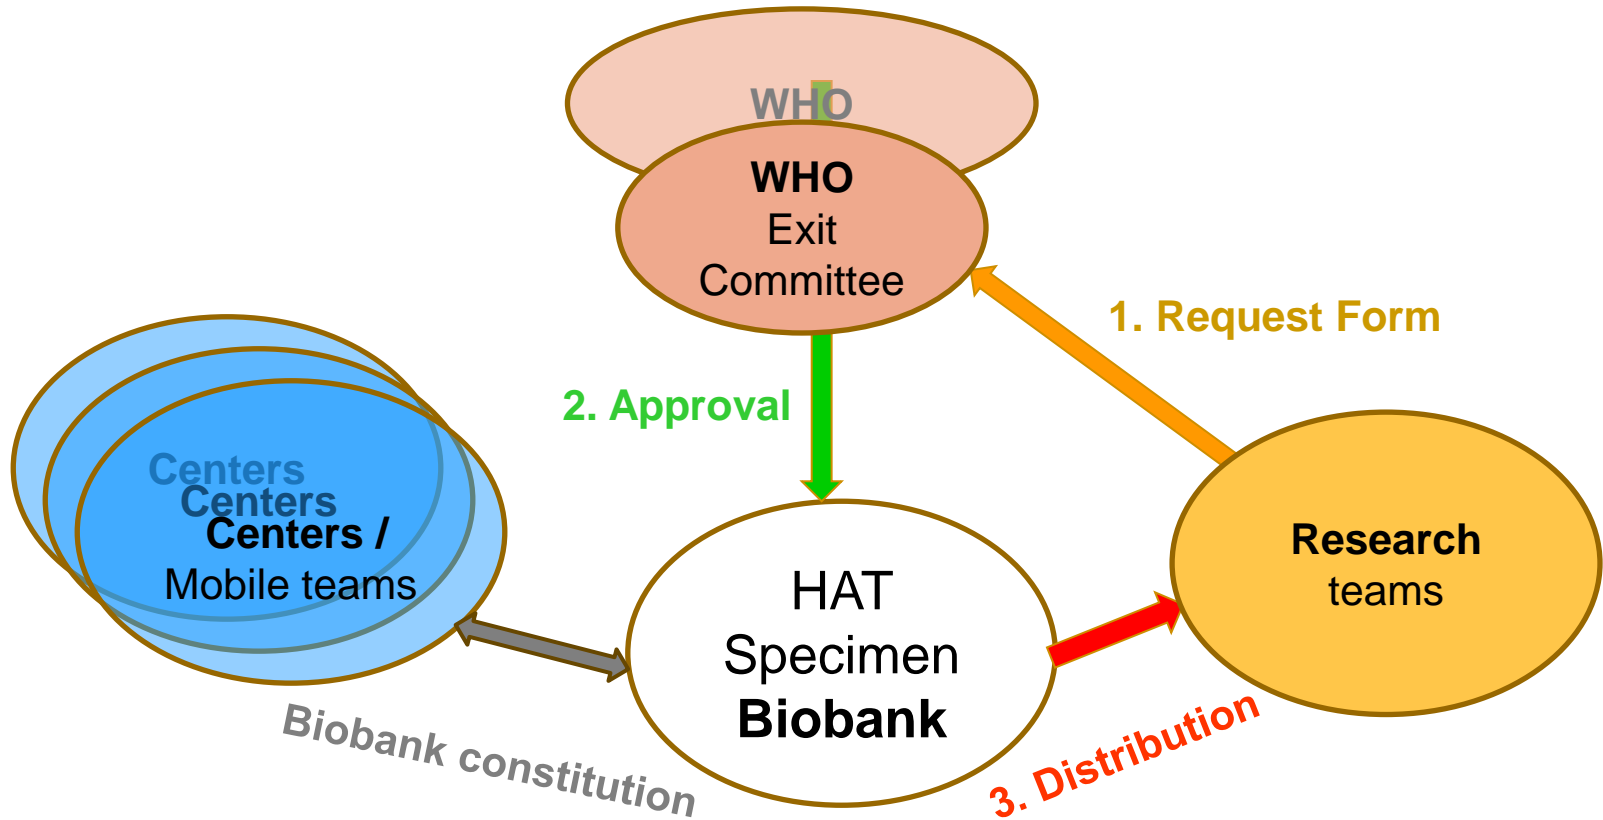 WHO
WHO
Exit
Committee
1. Request Form
2. Approval
Centers
Centers
Centers /
Mobile teams
Research
teams
HAT
Specimen
Biobank
Biobank constitution
3. Distribution